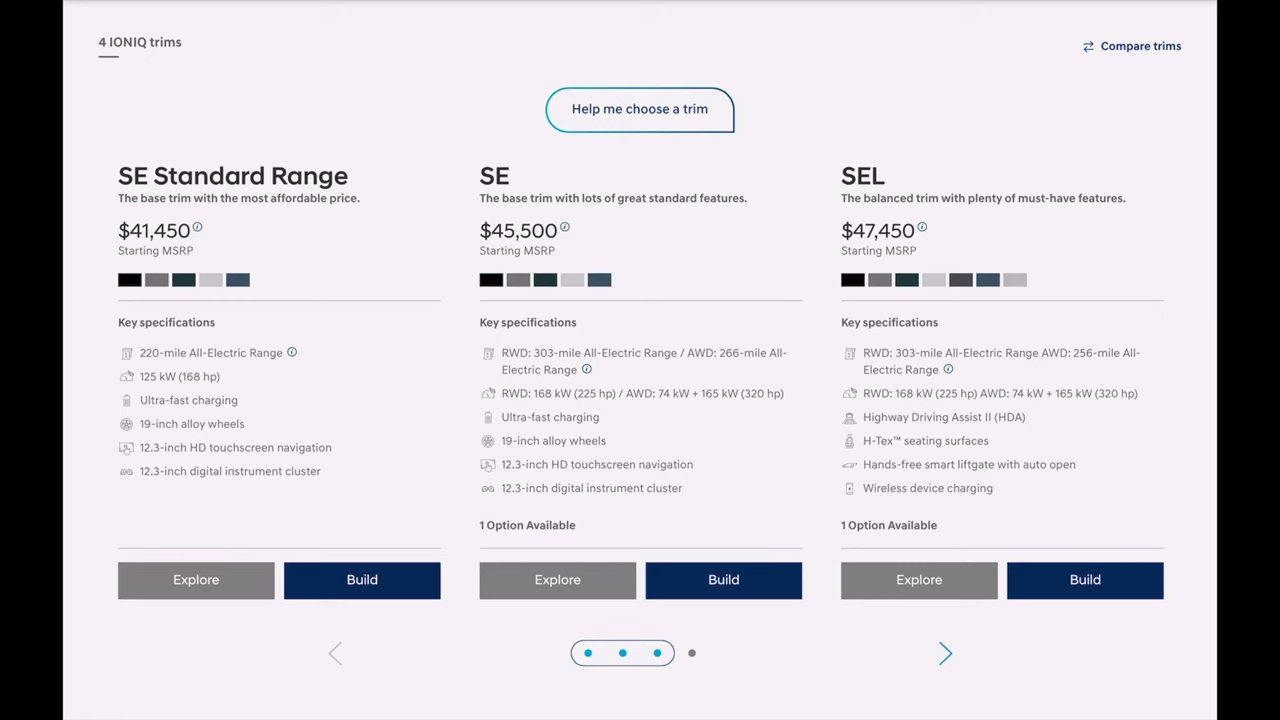 4 IONIQ trims
Compare trims
Help me choose a trim
SE Standard Range
The base trim with the most affordable price.
$41,450
Starting MSRP
Key specifications
220-mile All-Electric Range
125 kW (168 hp)
Ultra-fast charging
19-inch alloy wheels
12.3-inch HD touchscreen navigation
12.3-inch digital instrument cluster
Explore
Build
SE
The base trim with lots of great standard features.
$45,500
Starting MSRP
Key specifications
RWD: 303-mile All-Electric Range / AWD: 266-mile All-
Electric Range
RWD: 168 kW (225 hp) / AWD: 74 kW + 165 kW (320 hp)
Ultra-fast charging
19-inch alloy wheels
12.3-inch HD touchscreen navigation
12.3-inch digital instrument cluster
1 Option Available
Explore
Build
SEL
The balanced trim with plenty of must-have features.
$47,450
Starting MSRP
Key specifications
RWD: 303-mile All-Electric Range AWD: 256-mile All-
Electric Range
RWD: 168 kW (225 hp) AWD: 74 kW + 165 kW (320 hp)
Highway Driving Assist II (HDA)
H-Tex™ seating surfaces
Hands-free smart liftgate with auto open
Wireless device charging
1 Option Available
Explore
Build